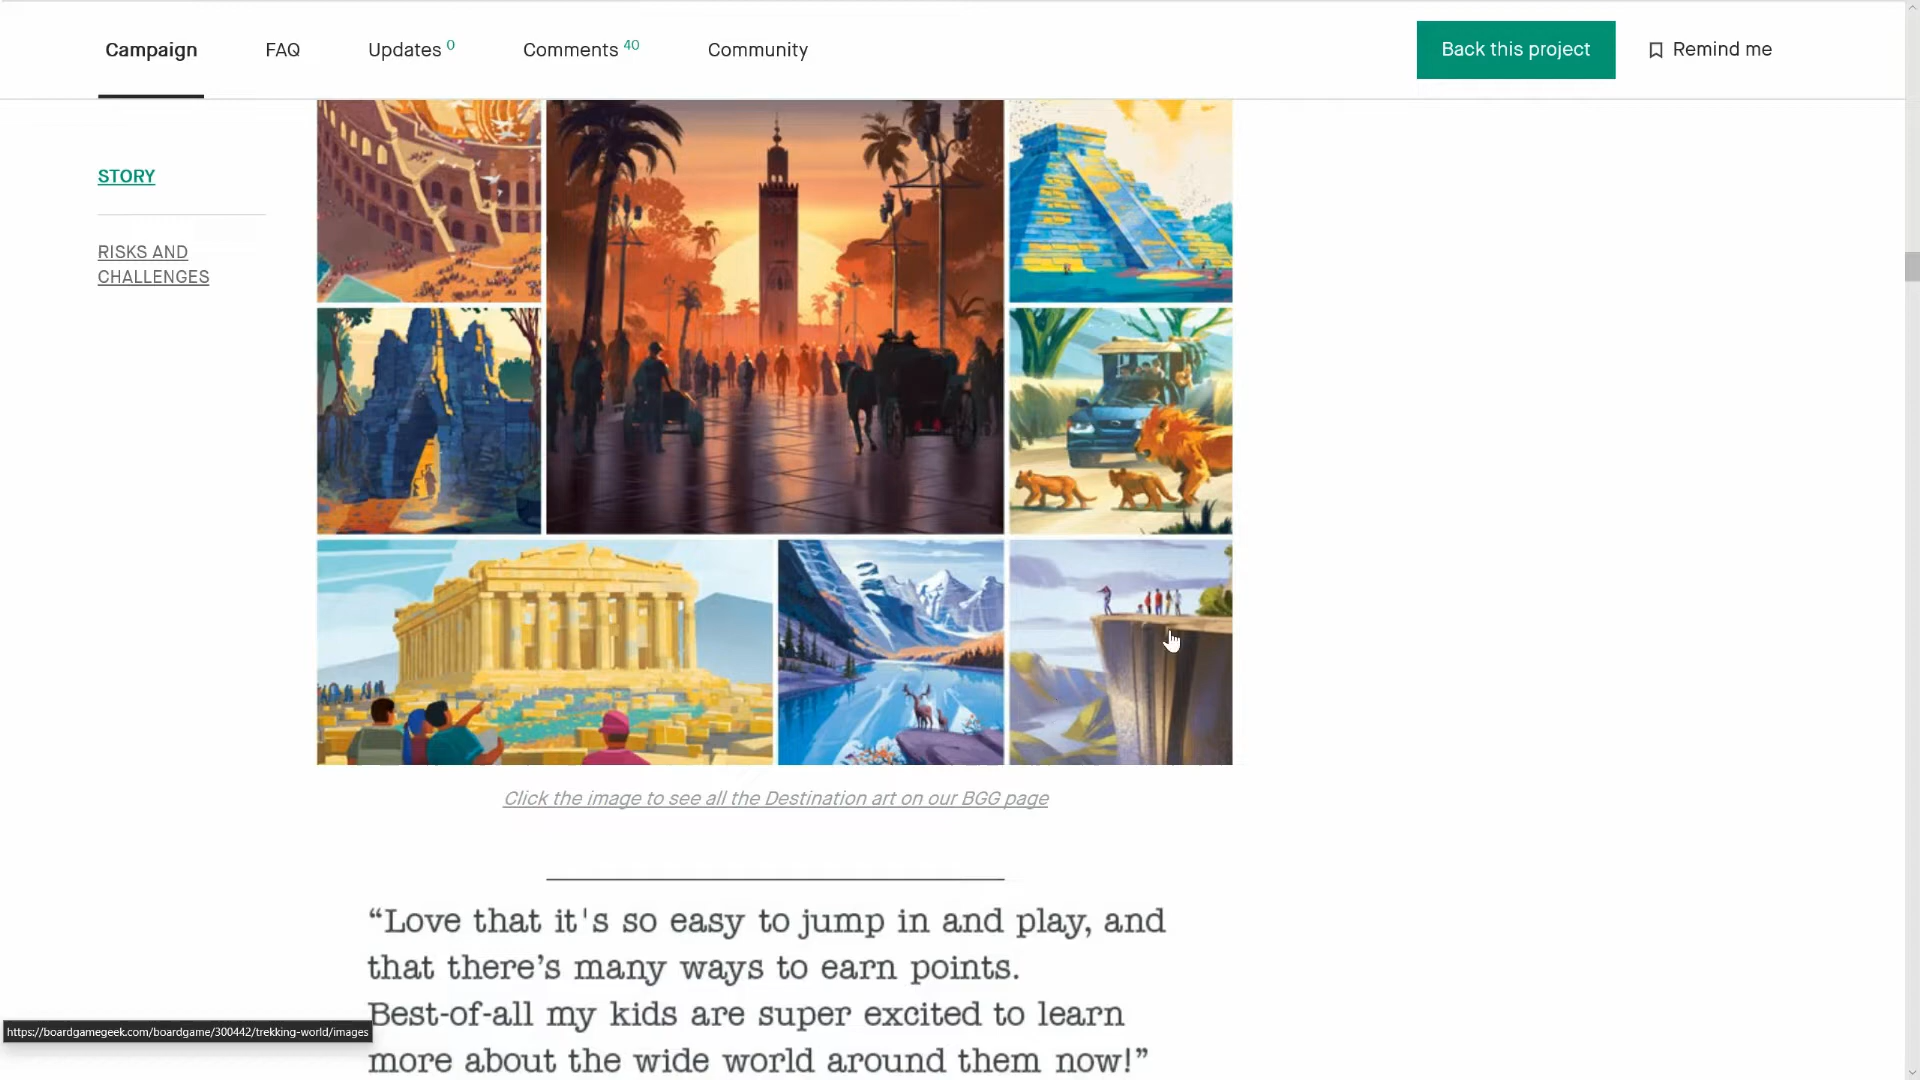 Campaign FAQ Updates 0 Comments 40 Community Back this project Remind me
STORY
RISKS AND
CHALLENGES
Click the image to see all the Destination art on our BGG page
“Love that it's so easy to jump in and play, and
that there’s many ways to earn points.
Best-of-all my kids are super excited to learn
more about the wide world around them now!”
https://boardgamegeek.com/boardgame/300442/trekking-world/images